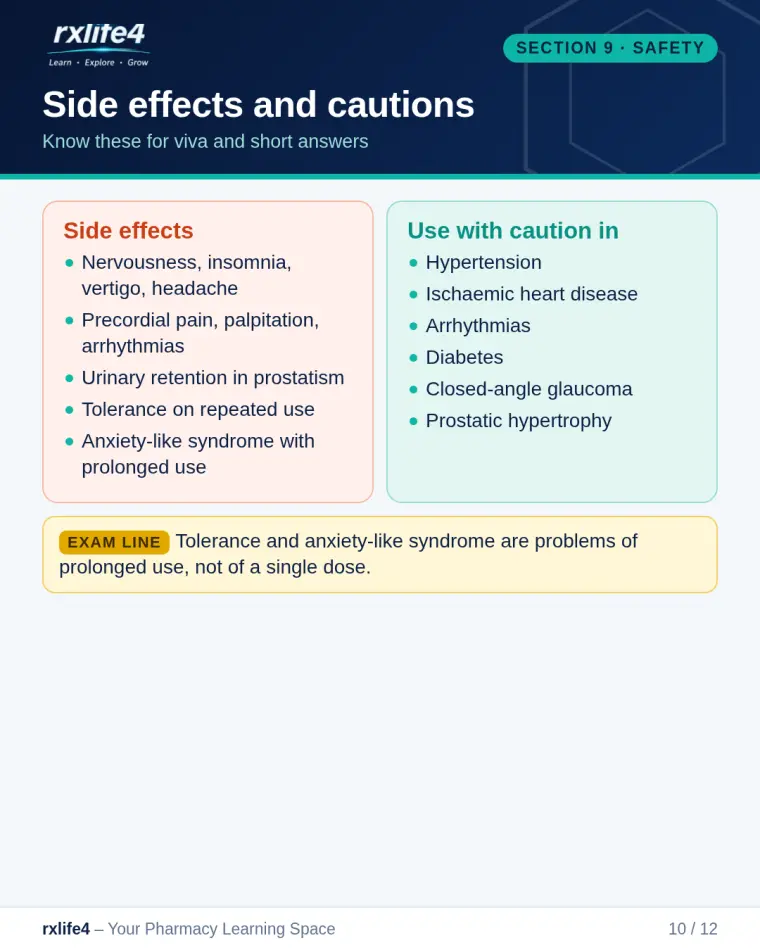 rxlife4
Learn • Explore • Grow
SECTION 9 · SAFETY
Side effects and cautions
Know these for viva and short answers
Side effects
Nervousness, insomnia,
vertigo, headache
Precordial pain, palpitation,
arrhythmias
Urinary retention in prostatism
Tolerance on repeated use
Anxiety-like syndrome with
prolonged use
Use with caution in
Hypertension
Ischaemic heart disease
Arrhythmias
Diabetes
Closed-angle glaucoma
Prostatic hypertrophy
EXAM LINE Tolerance and anxiety-like syndrome are problems of
prolonged use, not of a single dose.
rxlife4 – Your Pharmacy Learning Space
10 / 12